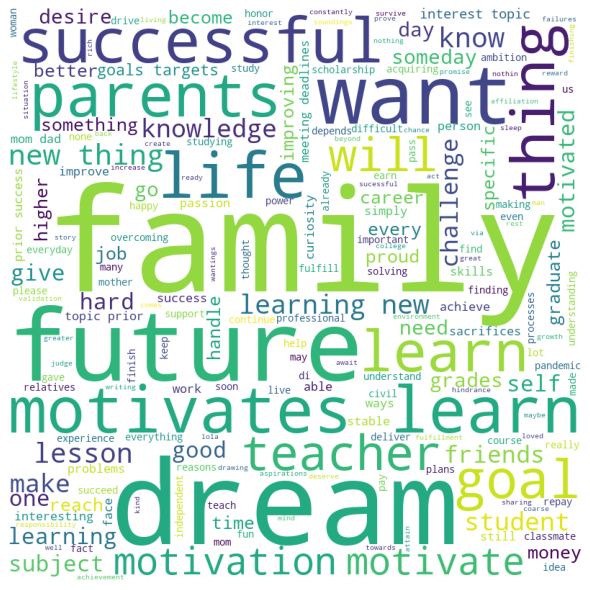 woman drive living constantly survive prove failures
desire become honor interest interest topic
successful day know fulfilling
rich nothing
better goals targets study scholarship someday ambition
lifestyle acquiring promise nothin reward
parents want thing
situation something improving meeting deadlines see us
none back affiliation
mom dad knowledge depends difficult chance person
create studying beyond sleep
new thing life will specific motivated
improve increase ready sucessful earn pass act making man
go happy passion power already career even
higher prior success curiosity challenge
everyday story family simply via rest
many overcoming thought important find great
give job every proud graduate
mother wantings fulfill college solving
please success finding skills
validation comes
hard learning new achieve
topic prior support environment growth
greater continue professional need sacrifices processes understanding
judge finish handle help hindrance
future learn
keep may await lot pandemic
relatives gave di able understand grades self made
writing work soon live civil maybe
motivates learn
experience everything lola stable ways
lesson good deliver fulfillment course loved really
problems reasons drawing aspirations teacher friends plans
make succeed deserve goal
one reach face independent pay repay
interesting teach kind time dream student sharing coarse
learning responsibility fun mind still classmate
attain
subject well fact mom motivation motivate money
towards
achievement idea